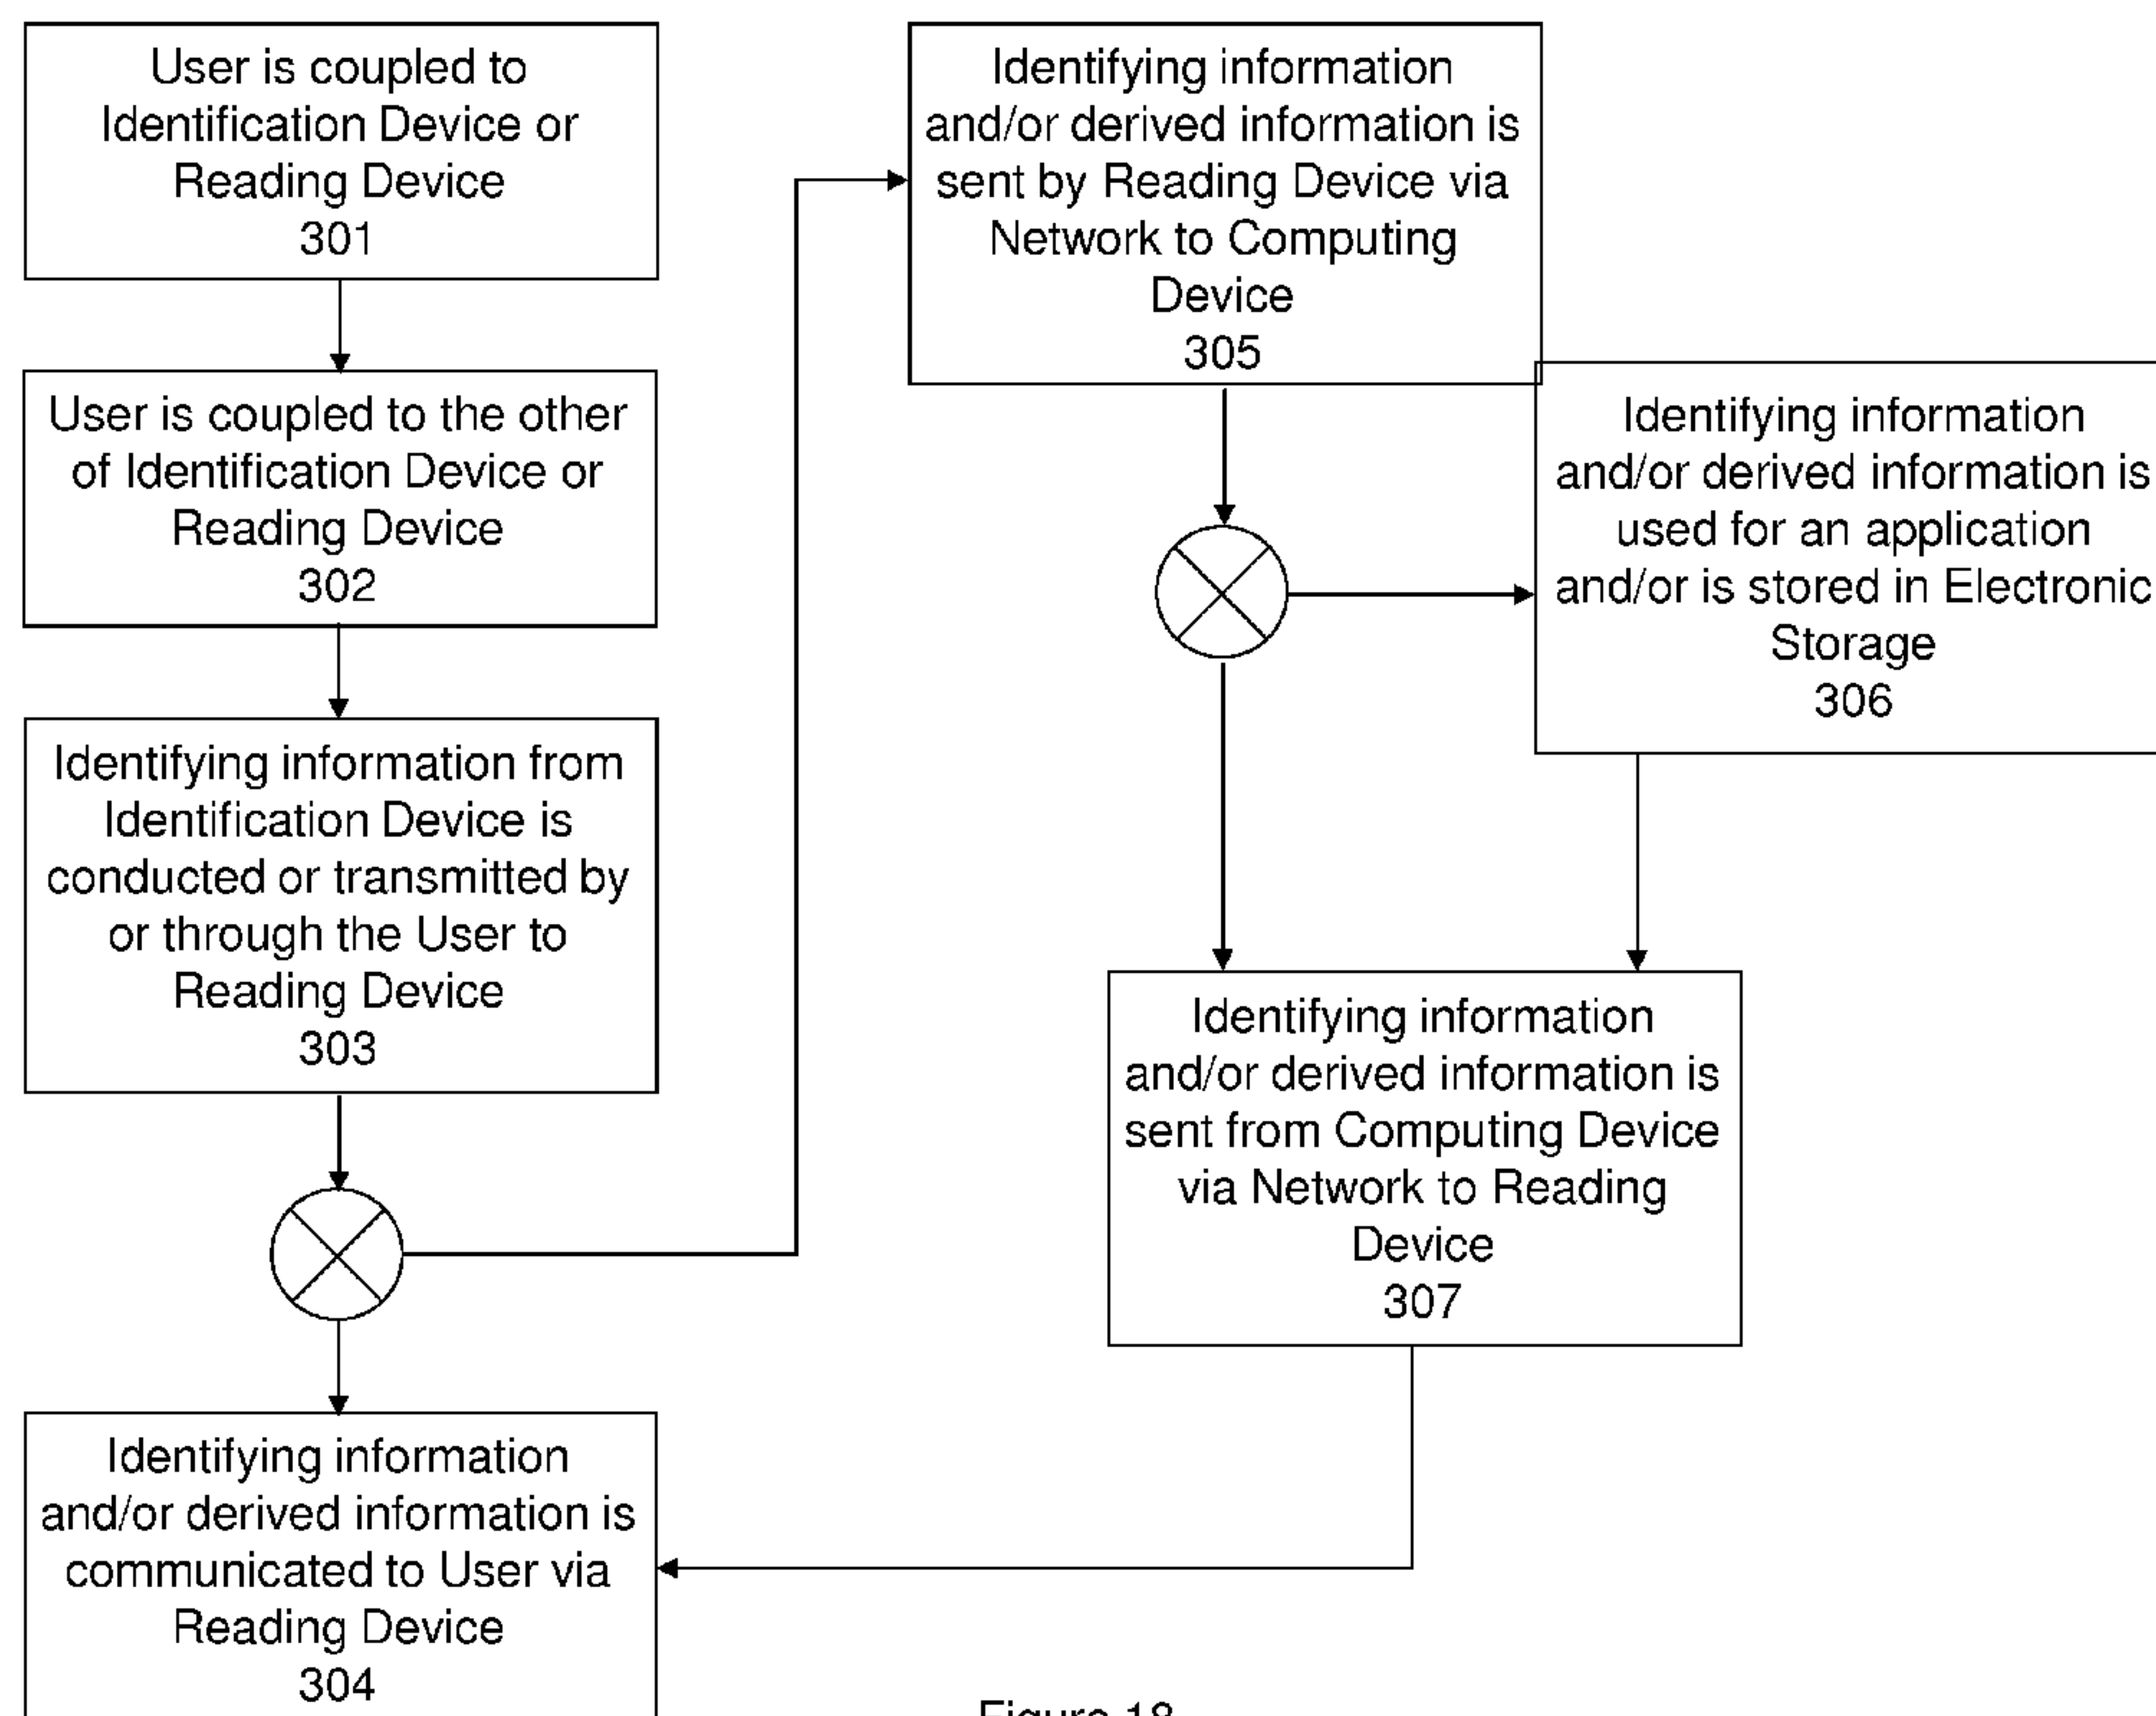 User is coupled to
Identification Device or
Reading Device
301
User is coupled to the other
of Identification Device or
Reading Device
302
Identifying information from
Identification Device is
conducted or transmitted by
or through the User to
Reading Device
303
Identifying information
and/or derived information is
communicated to User via
Reading Device
304
Identifying information
and/or derived information is
sent by Reading Device via
Network to Computing
Device
305
Identifying information
and/or derived information is
used for an application
and/or is stored in Electronic
Storage
306
Identifying information
and/or derived information is
sent from Computing Device
via Network to Reading
Device
307
Figure 18